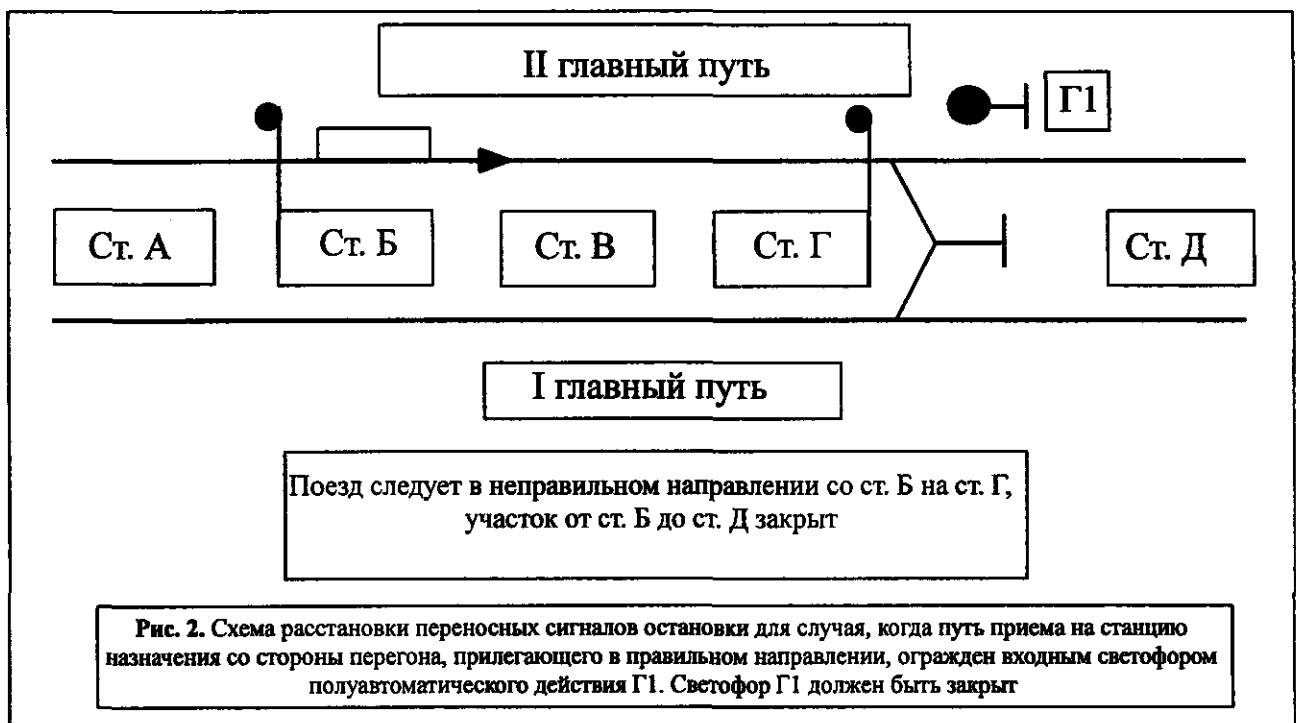 II главный путь
Г1
Ст. А
Ст. Б
Ст. В
Ст. Г
Ст. Д
I главный путь
Поезд следует в неправильном направлении со ст. Б на ст. Г,
участок от ст. Б до ст. Д закрыт
Рис. 2. Схема расстановки переносных сигналов остановки для случая, когда путь приема на станцию
назначения со стороны перегона, прилегающего в правильном направлении, огражден входным светофором
полуавтоматического действия Г1. Светофор Г1 должен быть закрыт